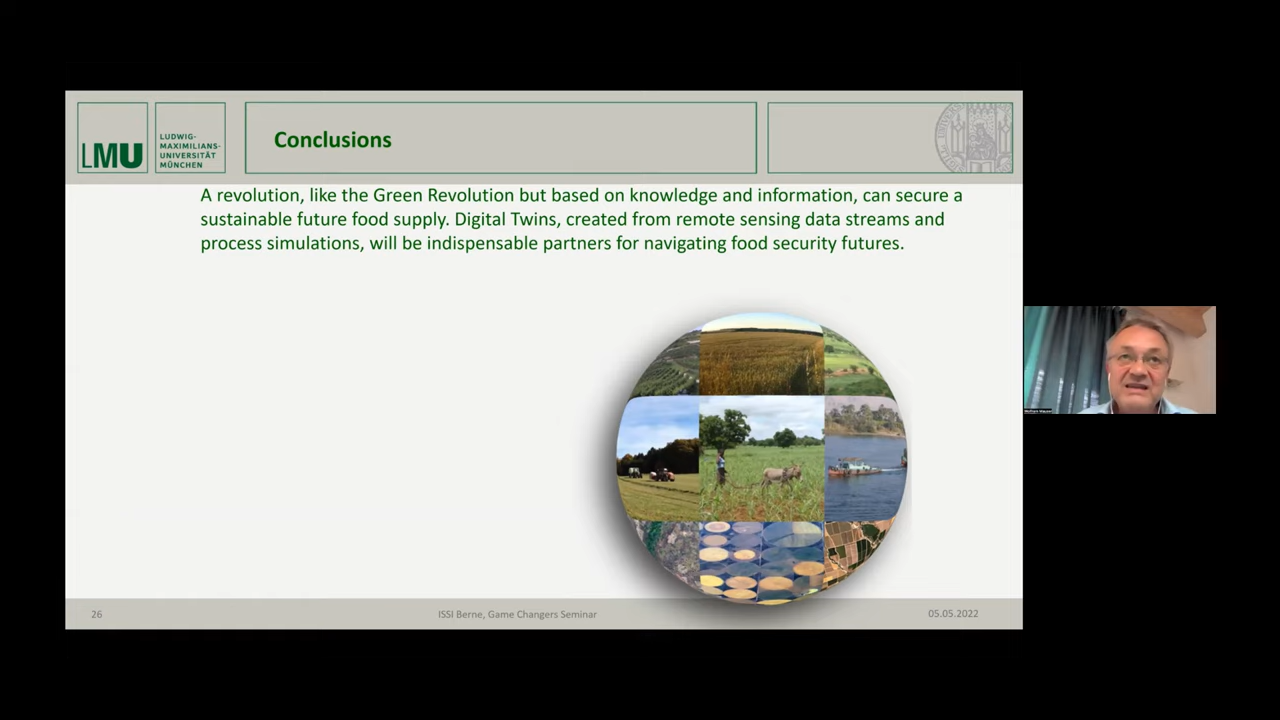 LMU
LUDWIG-
MAXIMILIANS-
UNIVERSITÄT
MÜNCHEN
Conclusions
A revolution, like the Green Revolution but based on knowledge and information, can secure a
sustainable future food supply. Digital Twins, created from remote sensing data streams and
process simulations, will be indispensable partners for navigating food security futures.
26
ISSI Berne, Game Changers Seminar
05.05.2022